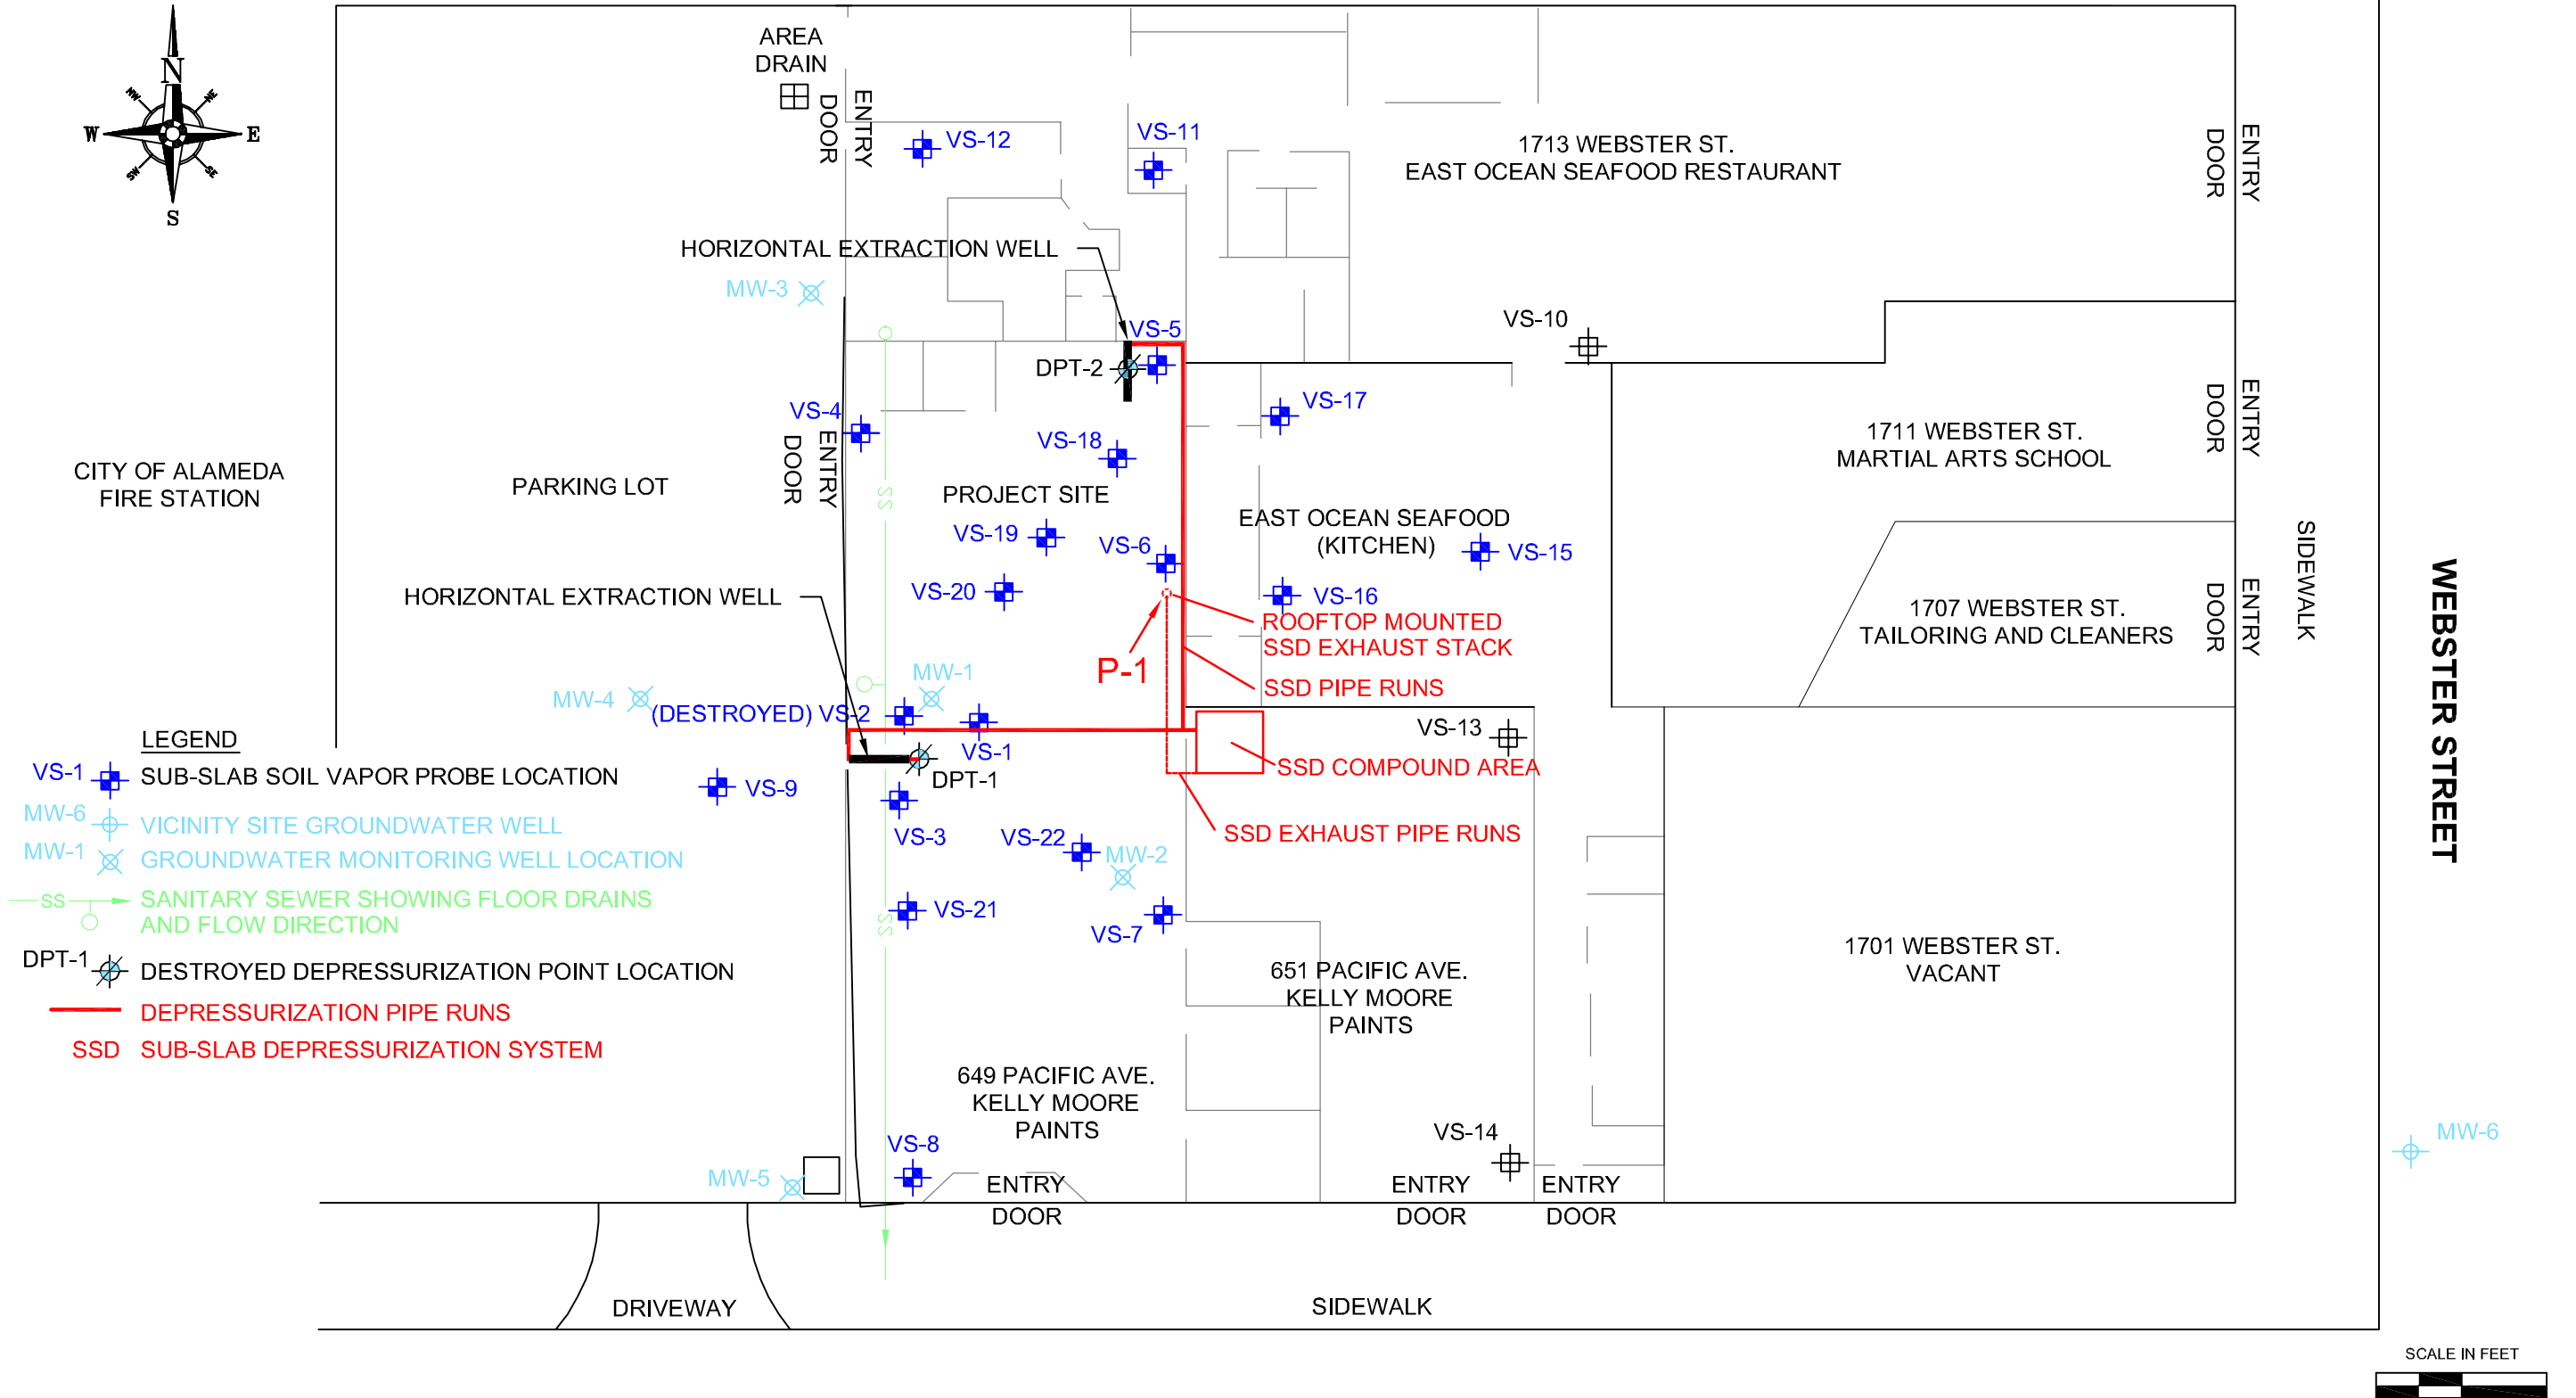 N
NW
NE
W
E
SW
SE
S
AREA
DRAIN
ENTRY
DOOR
VS-12
VS-11
1713 WEBSTER ST.
EAST OCEAN SEAFOOD RESTAURANT
ENTRY
DOOR
HORIZONTAL EXTRACTION WELL
MW-3
VS-5
VS-10
DPT-2
VS-4
ENTRY
DOOR
VS-17
VS-18
1711 WEBSTER ST.
MARTIAL ARTS SCHOOL
ENTRY
DOOR
CITY OF ALAMEDA
FIRE STATION
PARKING LOT
SS
PROJECT SITE
EAST OCEAN SEAFOOD
(KITCHEN)
VS-19
VS-6
VS-15
SIDEWALK
WEBSTER STREET
HORIZONTAL EXTRACTION WELL
VS-20
VS-16
1707 WEBSTER ST.
TAILORING AND CLEANERS
ENTRY
DOOR
ROOFTOP MOUNTED
SSD EXHAUST STACK
P-1
SSD PIPE RUNS
MW-1
MW-4
(DESTROYED) VS-2
VS-1
VS-13
SSD COMPOUND AREA
DPT-1
VS-9
VS-3
VS-22
MW-2
SSD EXHAUST PIPE RUNS
VS-21
SS
VS-7
LEGEND
VS-1 SUB-SLAB SOIL VAPOR PROBE LOCATION
MW-6 VICINITY SITE GROUNDWATER WELL
MW-1 GROUNDWATER MONITORING WELL LOCATION
SS SANITARY SEWER SHOWING FLOOR DRAINS
AND FLOW DIRECTION
DPT-1 DESTROYED DEPRESSURIZATION POINT LOCATION
DEPRESSURIZATION PIPE RUNS
SSD SUB-SLAB DEPRESSURIZATION SYSTEM
651 PACIFIC AVE.
KELLY MOORE
PAINTS
1701 WEBSTER ST.
VACANT
649 PACIFIC AVE.
KELLY MOORE
PAINTS
VS-8
VS-14
MW-5
MW-6
ENTRY
DOOR
ENTRY
DOOR
ENTRY
DOOR
DRIVEWAY
SIDEWALK
SCALE IN FEET